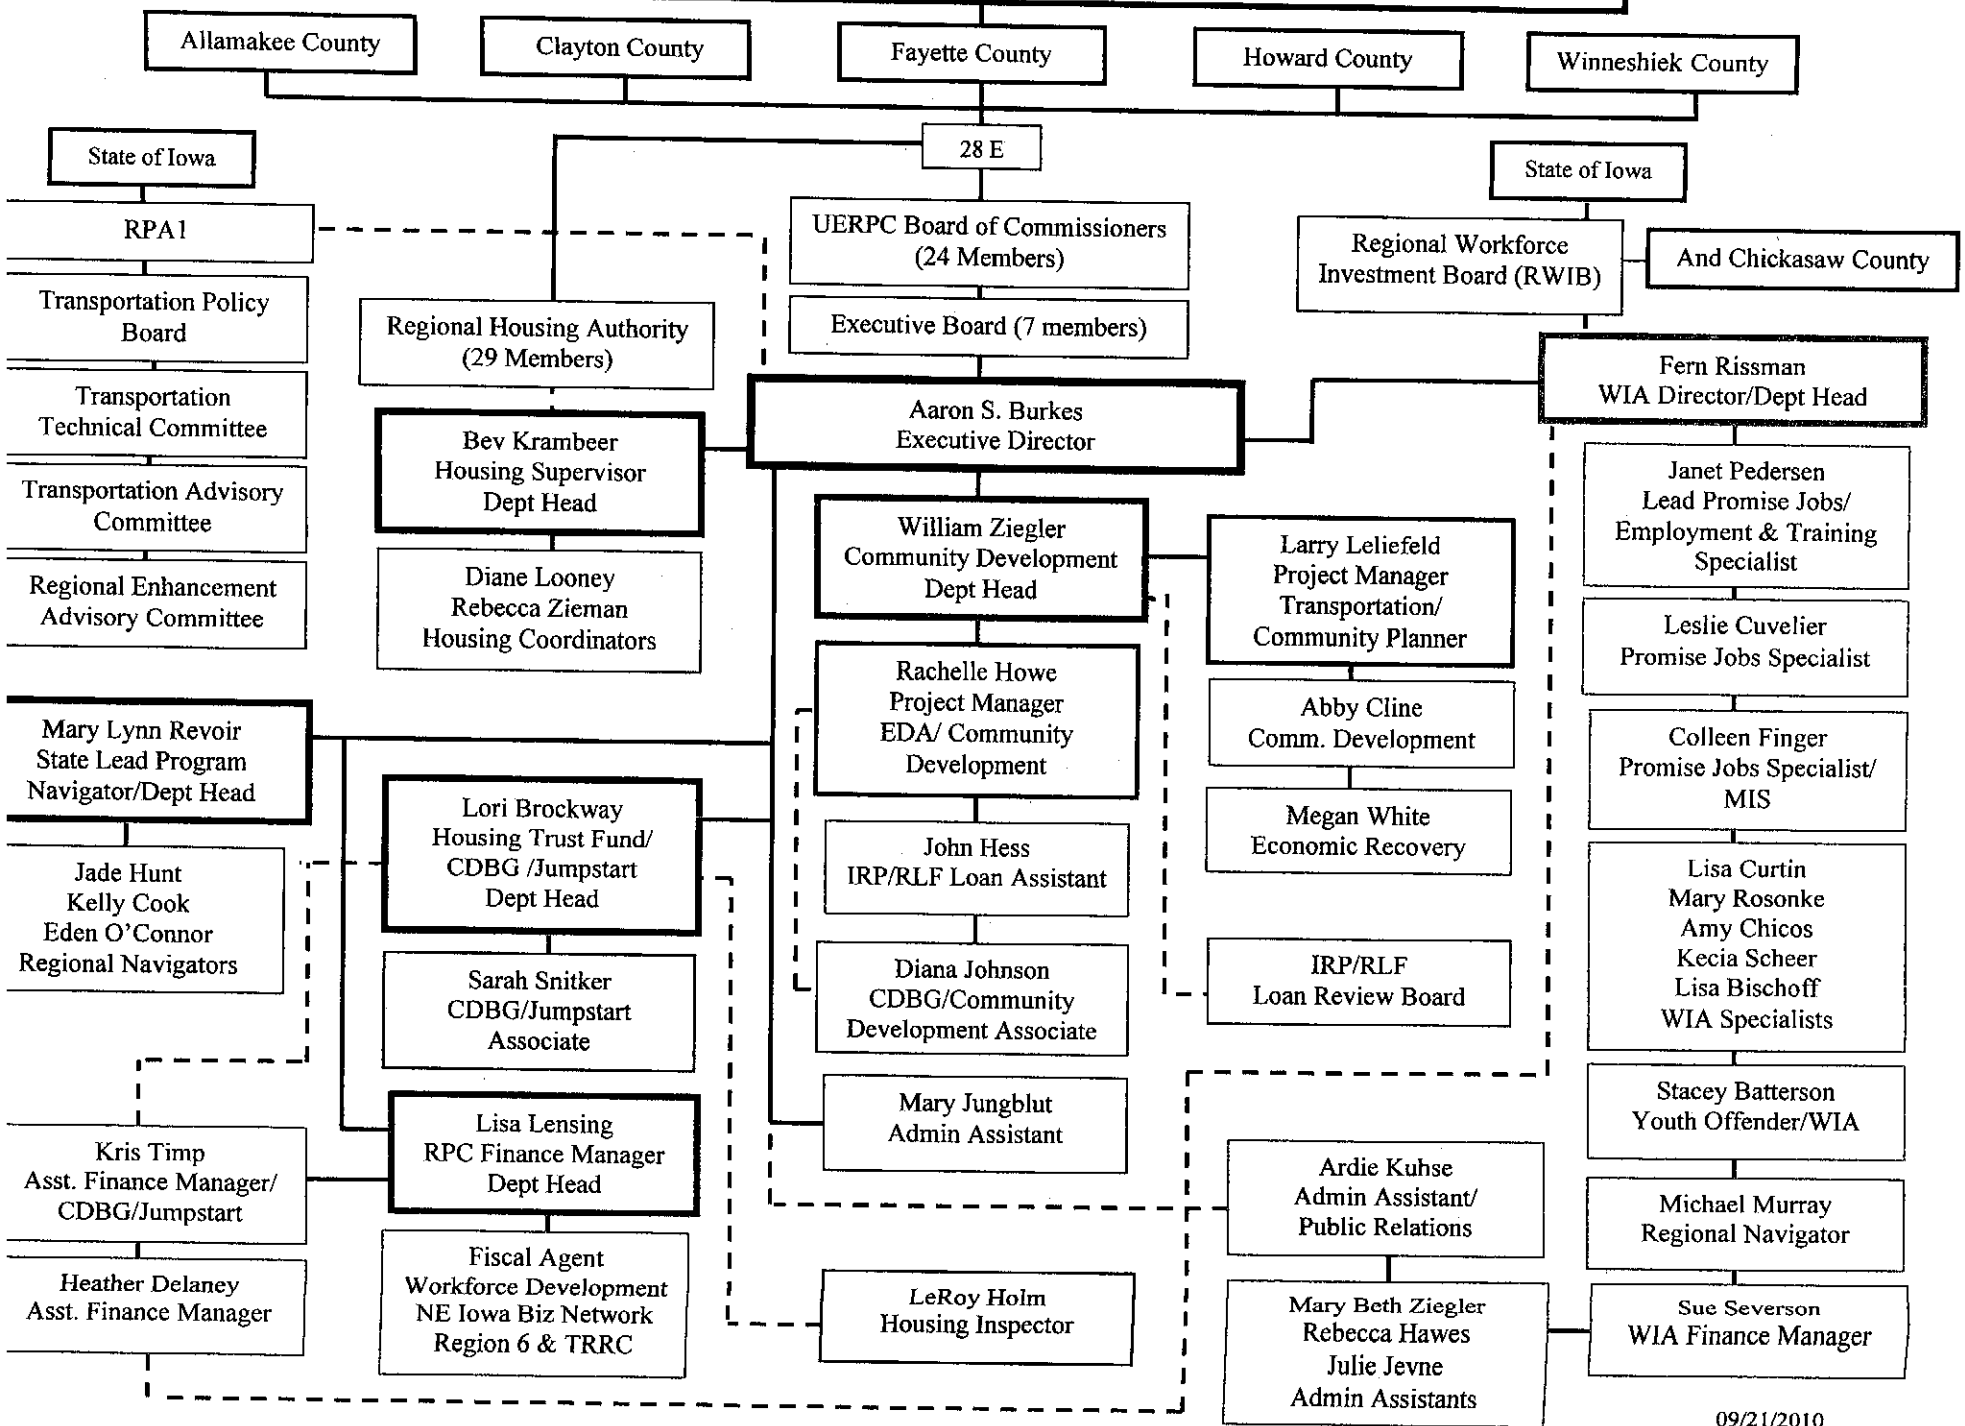 Allamakee County
Clayton County
Fayette County
Howard County
Winneshiek County
28 E
State of Iowa
RPA1
Transportation Policy
Board
Transportation
Technical Committee
Transportation Advisory
Committee
Regional Enhancement
Advisory Committee
Regional Housing Authority
(29 Members)
UERPC Board of Commissioners
(24 Members)
Executive Board (7 members)
State of Iowa
Regional Workforce
Investment Board (RWIB)
And Chickasaw County
Aaron S. Burkes
Executive Director
Bev Krambeer
Housing Supervisor
Dept Head
Diane Looney
Rebecca Zieman
Housing Coordinators
William Ziegler
Community Development
Dept Head
Larry Leliefeld
Project Manager
Transportation/
Community Planner
Abby Cline
Comm. Development
Megan White
Economic Recovery
Rachelle Howe
Project Manager
EDA/ Community
Development
John Hess
IRP/RLF Loan Assistant
Diana Johnson
CDBG/Community
Development Associate
IRP/RLF
Loan Review Board
Mary Jungblut
Admin Assistant
Fern Rissman
WIA Director/Dept Head
Janet Pedersen
Lead Promise Jobs/
Employment & Training
Specialist
Leslie Cuvelier
Promise Jobs Specialist
Colleen Finger
Promise Jobs Specialist/
MIS
Lisa Curtin
Mary Rosonke
Amy Chicos
Kecia Scheer
Lisa Bischoff
WIA Specialists
Stacey Batterson
Youth Offender/WIA
Michael Murray
Regional Navigator
Sue Severson
WIA Finance Manager
Mary Lynn Revoir
State Lead Program
Navigator/Dept Head
Jade Hunt
Kelly Cook
Eden O'Connor
Regional Navigators
Lori Brockway
Housing Trust Fund/
CDBG /Jumpstart
Dept Head
Sarah Snitker
CDBG/Jumpstart
Associate
Lisa Lensing
RPC Finance Manager
Dept Head
Fiscal Agent
Workforce Development
NE Iowa Biz Network
Region 6 & TRRC
Kris Timp
Asst. Finance Manager/
CDBG/Jumpstart
Heather Delaney
Asst. Finance Manager
LeRoy Holm
Housing Inspector
Ardie Kuhse
Admin Assistant/
Public Relations
Mary Beth Ziegler
Rebecca Hawes
Julie Jevne
Admin Assistants
09/21/2010